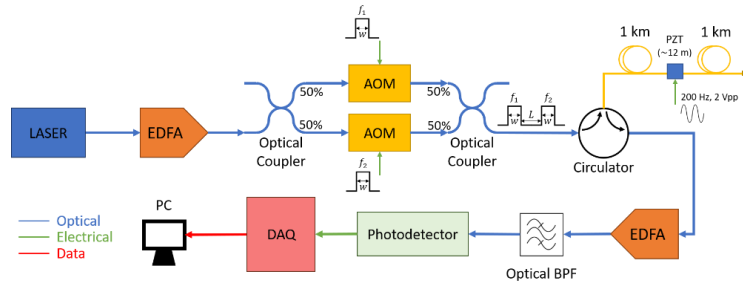 f₁
w
1 km
PZT
(~12 m)
1 km
50%
AOM
50%
f₁
f₂
w
L
w
200 Hz, 2 Vpp
LASER
EDFA
50%
AOM
50%
Optical
Coupler
Optical
Coupler
Circulator
f₂
w
PC
Optical
Electrical
Data
DAQ
Photodetector
EDFA
Optical BPF